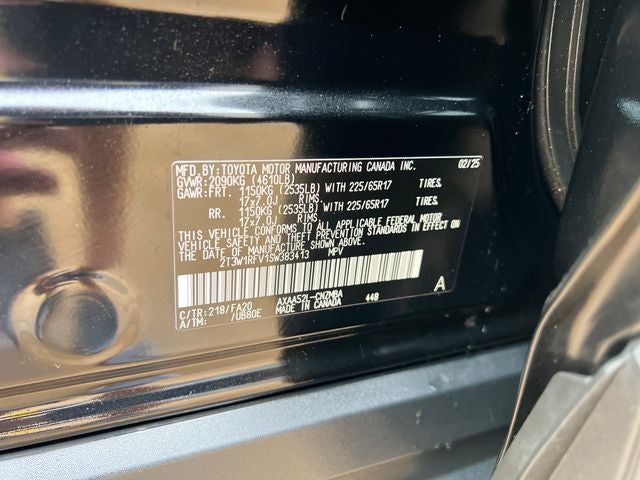 MFD. BY: TOYOTA MOTOR MANUFACTURING CANADA INC. 02/25
GVWR: 2090KG (4610LB)
GAWR: FRT. 1150KG (2535LB) WITH 225/65R17 TIRES,
17x7.0J RIMS,
RR. 1150KG (2535LB) WITH 225/65R17 TIRES,
17x7.0J RIMS,
THIS VEHICLE CONFORMS TO ALL APPLICABLE FEDERAL MOTOR
VEHICLE SAFETY AND THEFT PREVENTION STANDARDS IN EFFECT ON
THE DATE OF MANUFACTURE SHOWN ABOVE.
2T3W1RFV1SW383413 MPV
C/TR: 218/FA20 AXAA52L-CNZMBA 448 A
A/TM: /UB80E MADE IN CANADA